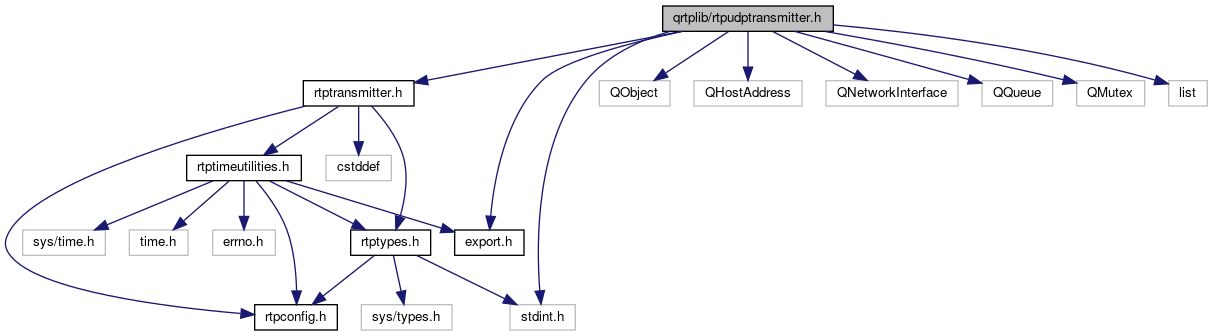 qrtplib/rtpudptransmitter.h
rtptransmitter.h
QObject
QHostAddress
QNetworkInterface
QQueue
QMutex
list
rtptimeutilities.h
cstddef
sys/time.h
time.h
errno.h
rtptypes.h
export.h
rtpconfig.h
sys/types.h
stdint.h